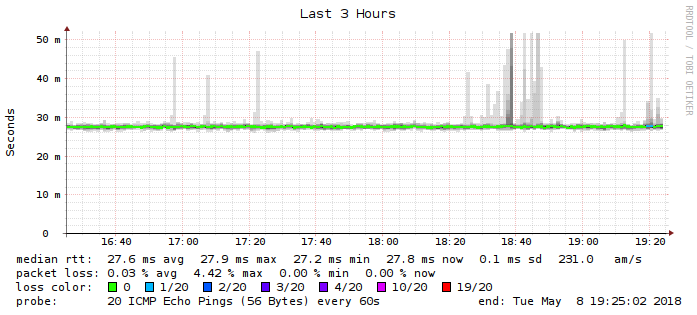 Last 3 Hours
RRDTOOL / TOBI OETIKER
Seconds
50 m
40 m
30 m
20 m
10 m
0
16:40 17:00 17:20 17:40 18:00 18:20 18:40 19:00 19:20
median rtt: 27.6 ms avg 27.9 ms max 27.2 ms min 27.8 ms now 0.1 ms sd 231.0 am/s
packet loss: 0.03 % avg 4.42 % max 0.00 % min 0.00 % now
loss color: 0 1/20 2/20 3/20 4/20 10/20 19/20
probe: 20 ICMP Echo Pings (56 Bytes) every 60s end: Tue May 8 19:25:02 2018